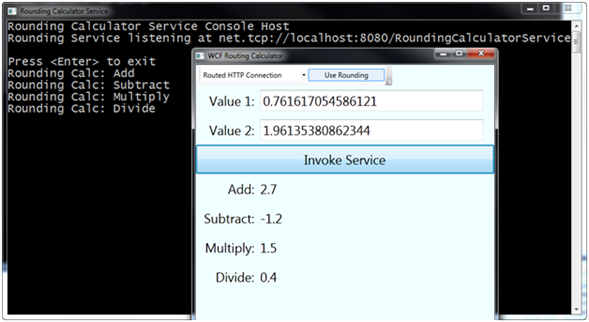 Rounding Calculator Service
Rounding Calculator Service Console Host
Rounding Service listening at net.tcp://localhost:8080/RoundingCalculatorService
Press <Enter> to exit
Rounding Calc: Add
Rounding Calc: Subtract
Rounding Calc: Multiply
Rounding Calc: Divide
WCF Routing Calculator
Routed HTTP Connection Use Rounding
Value 1: 0.761617054586121
Value 2: 1.96135380862344
Invoke Service
Add: 2.7
Subtract: -1.2
Multiply: 1.5
Divide: 0.4